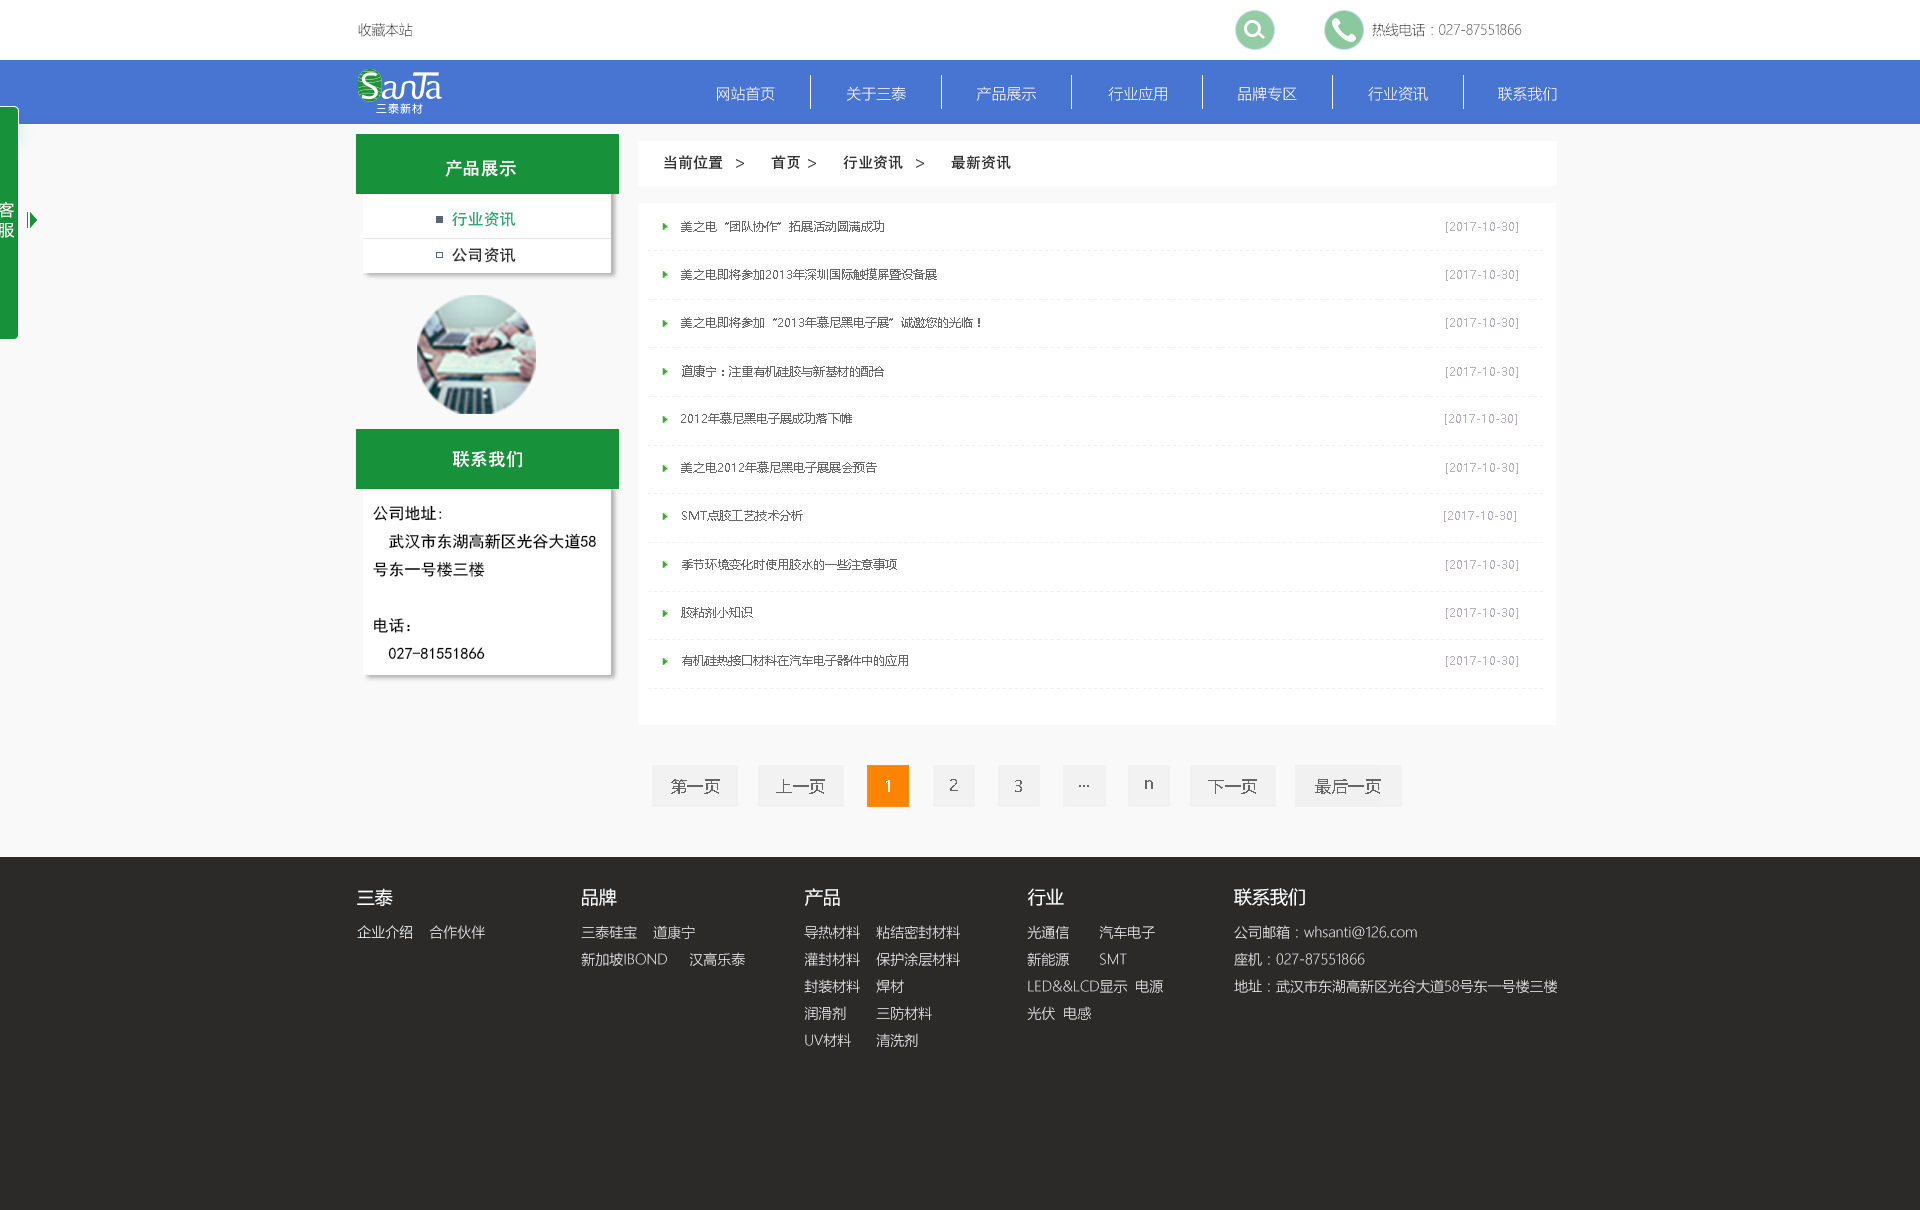 收藏本站
热线电话：027-87551866
SanTa
三泰新材
网站首页 关于三泰 产品展示 行业应用 品牌专区 行业资讯 联系我们
客服
产品展示
行业资讯
公司资讯
联系我们
公司地址：
武汉市东湖高新区光谷大道58
号东一号楼三楼
电话：
027-81551866
当前位置 > 首页 > 行业资讯 > 最新资讯
美之电“团队协作”拓展活动圆满成功 [2017-10-30]
美之电即将参加2013年深圳国际触摸屏暨设备展 [2017-10-30]
美之电即将参加“2013年慕尼黑电子展”诚邀您的光临！ [2017-10-30]
道康宁：注重有机硅胶与新基材的配合 [2017-10-30]
2012年慕尼黑电子展成功落下帷 [2017-10-30]
美之电2012年慕尼黑电子展展会预告 [2017-10-30]
SMT点胶工艺技术分析 [2017-10-30]
季节环境变化时使用胶水的一些注意事项 [2017-10-30]
胶粘剂小知识 [2017-10-30]
有机硅热接口材料在汽车电子器件中的应用 [2017-10-30]
第一页 上一页 1 2 3 ... n 下一页 最后一页
三泰
企业介绍 合作伙伴
品牌
三泰硅宝 道康宁
新加坡IBOND 汉高乐泰
产品
导热材料 粘结密封材料
灌封材料 保护涂层材料
封装材料 焊材
润滑剂 三防材料
UV材料 清洗剂
行业
光通信 汽车电子
新能源 SMT
LED&&LCD显示 电源
光伏 电感
联系我们
公司邮箱：whsanti@126.com
座机：027-87551866
地址：武汉市东湖高新区光谷大道58号东一号楼三楼